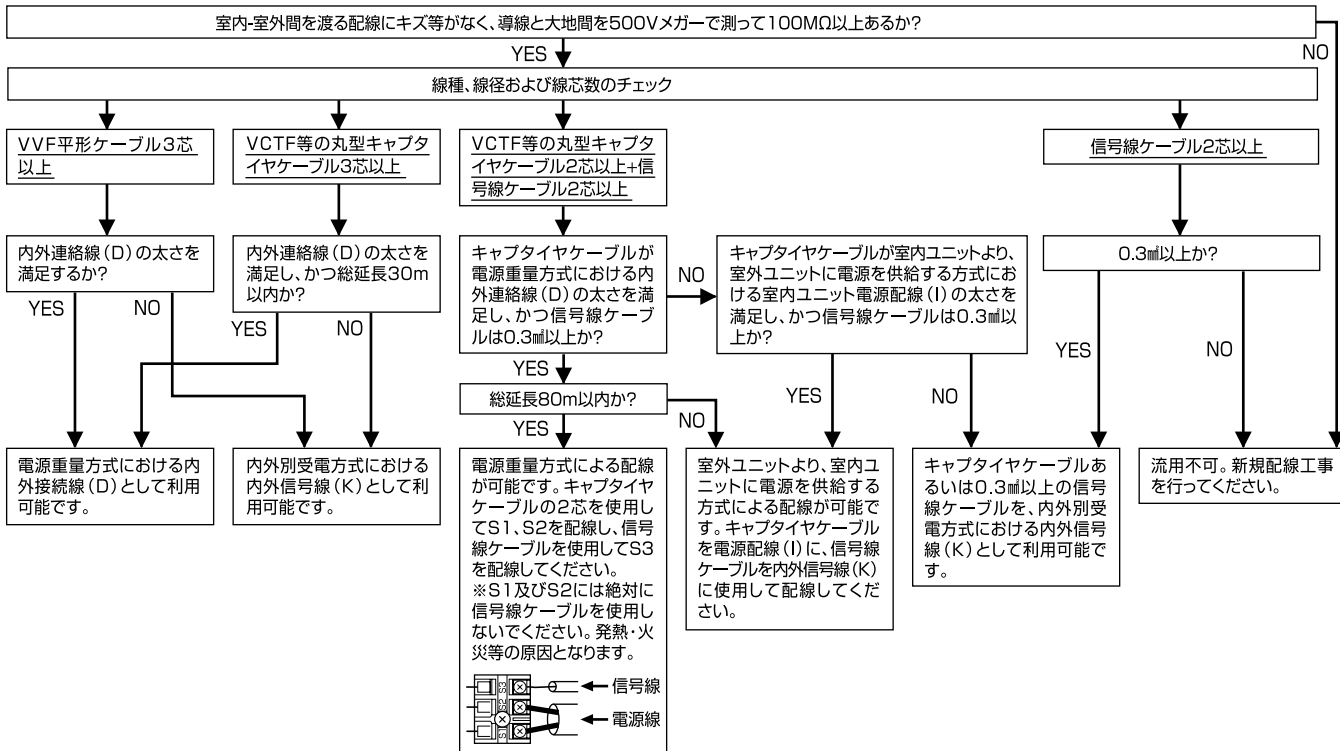 室内-室外間を渡る配線にキズ等がなく、導線と大地間を500Vメガーで測って100MΩ以上あるか?
YES
NO
線種、線径および線芯数のチェック
VVF平形ケーブル3芯
以上
VCTF等の丸型キャプタ
イヤケーブル3芯以上
VCTF等の丸型キャプタ
イヤケーブル2芯以上+信
号線ケーブル2芯以上
信号線ケーブル2芯以上
内外連絡線(D)の太さを
満足するか?
内外連絡線(D)の太さを
満足し、かつ総延長30m
以内か?
キャプタイヤケーブルが
電源重量方式における内
外連絡線(D)の太さを満
足し、かつ信号線ケーブ
ルは0.3㎟以上か?
NO
キャプタイヤケーブルが室内ユニットより、
室外ユニットに電源を供給する方式にお
ける室内ユニット電源配線(I)の太さを
満足し、かつ信号線ケーブルは0.3㎟以
上か?
0.3㎟以上か?
YES
NO
YES
NO
YES
総延長80m以内か?
NO
YES
YES
NO
YES
NO
電源重量方式における内
外接続線(D)として利用
可能です。
内外別受電方式における
内外信号線(K)として利
用可能です。
電源重量方式による配線
が可能です。キャプタイヤ
ケーブルの2芯を使用し
てS1、S2を配線し、信号
線ケーブルを使用してS3
を配線してください。
※S1及びS2には絶対に
信号線ケーブルを使用し
ないでください。発熱・火
災等の原因となります。
S3
信号線
S2
電源線
S1
室外ユニットより、室内ユ
ニットに電源を供給する
方式による配線が可能で
す。キャプタイヤケーブル
を電源配線(I)に、信号線
ケーブルを内外信号線(K)
に使用して配線してくだ
さい。
キャプタイヤケーブルあ
るいは0.3㎟以上の信号
線ケーブルを、内外別受
電方式における内外信号
線(K)として利用可能で
す。
流用不可。新規配線工事
を行ってください。